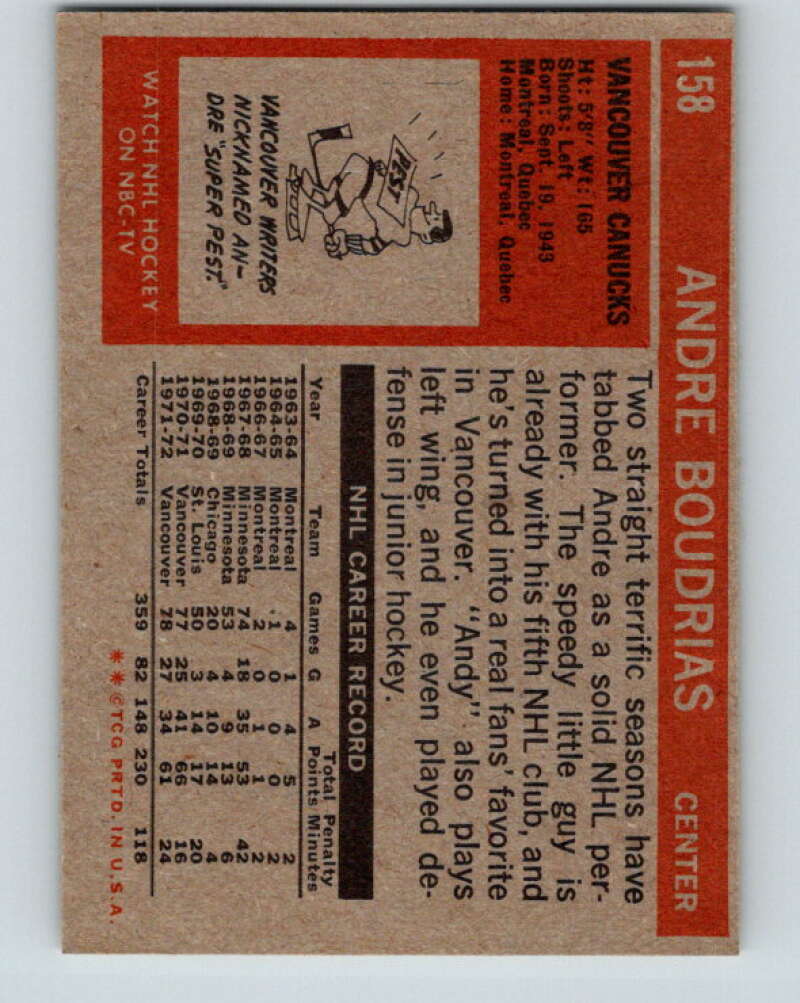 158 ANDRE BOUDRIAS CENTER
VANCOUVER CANUCKS
Ht: 5'8" Wt: 165
Shoots: Left
Born: Sept. 19, 1943
Montreal, Quebec
Home: Montreal, Quebec
PEST
VANCOUVER WRITERS
NICKNAMED AN-
DRE "SUPER PEST."
WATCH NHL HOCKEY
ON NBC-TV
Two straight terrific seasons have
tabbed Andre as a solid NHL per-
former. The speedy little guy is
already with his fifth NHL club, and
he's turned into a real fans' favorite
in Vancouver. "Andy" also plays
left wing, and he even played de-
fense in junior hockey.
NHL CAREER RECORD
Total Penalty
Year Team Games G A Points Minutes
1963-64 Montreal 4 1 4 5 2
1964-65 Montreal 1 0 0 0 2
1966-67 Montreal 2 0 1 1 2
1967-68 Minnesota 74 18 35 53 42
1968-69 Minnesota 53 4 9 13 6
1968-69 Chicago 20 4 10 14 4
1969-70 St. Louis 50 3 14 17 20
1970-71 Vancouver 77 25 41 66 16
1971-72 Vancouver 78 27 34 61 24
Career Totals 359 82 148 230 118
**©TCG PRTD. IN U.S.A.